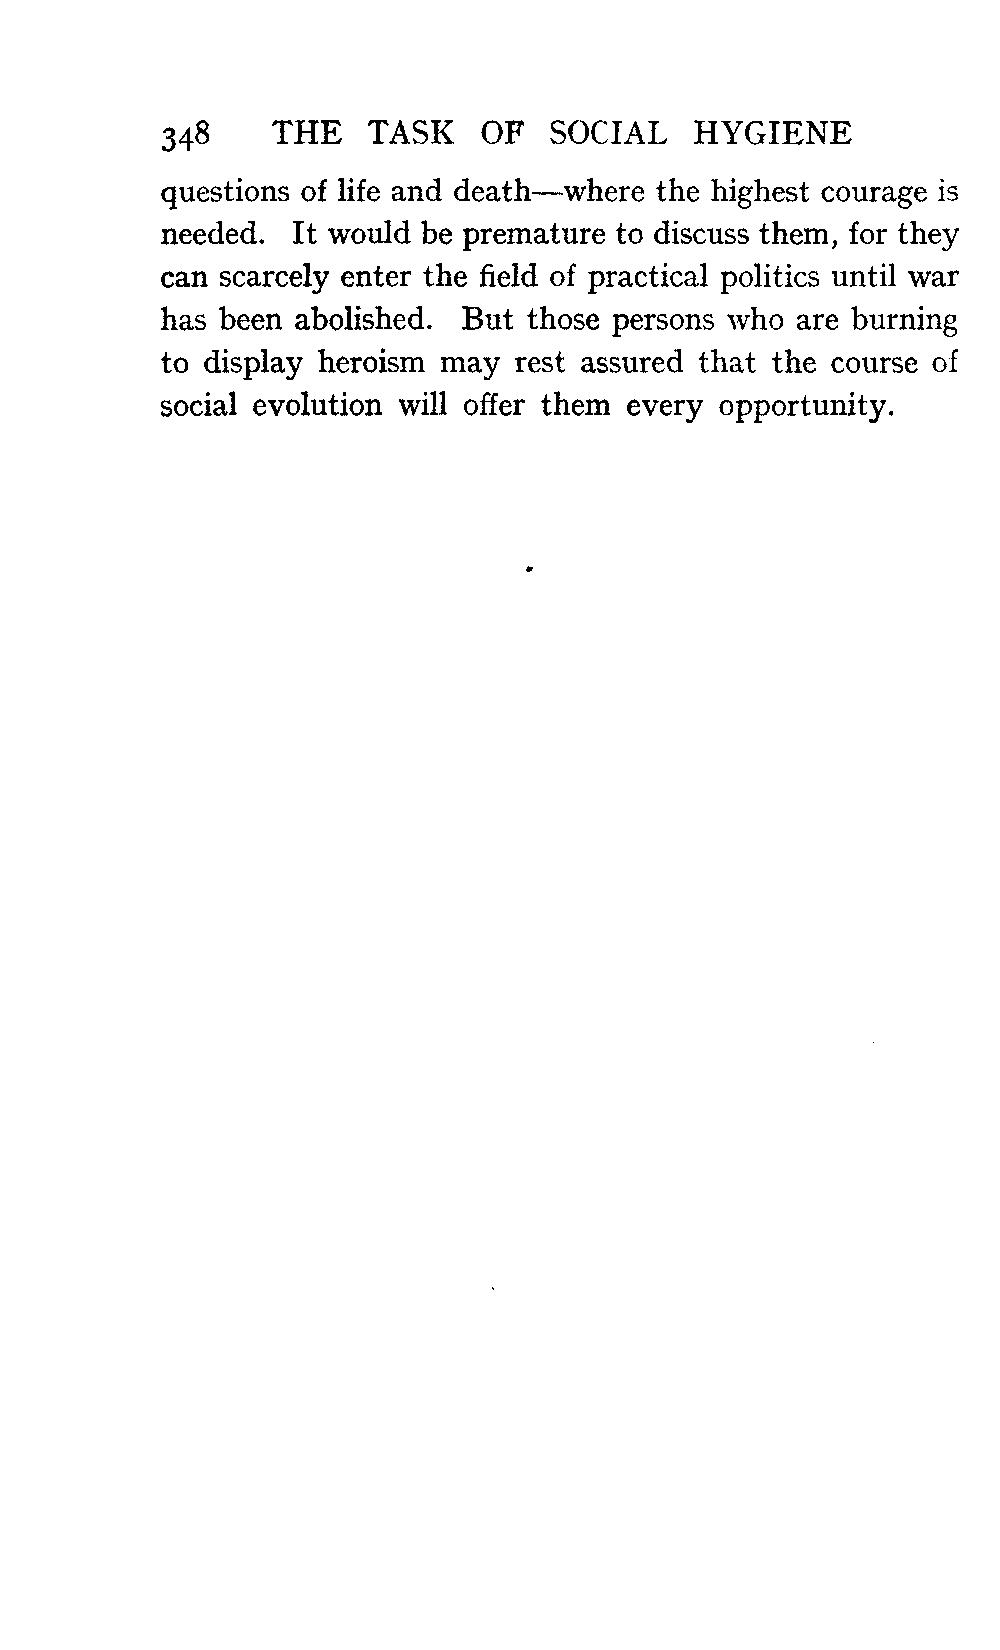 348 THE TASK OF SOCIAL HYGIENE
questions of life and death—where the highest courage is
needed. It would be premature to discuss them, for they
can scarcely enter the field of practical politics until war
has been abolished. But those persons who are burning
to display heroism may rest assured that the course of
social evolution will offer them every opportunity.